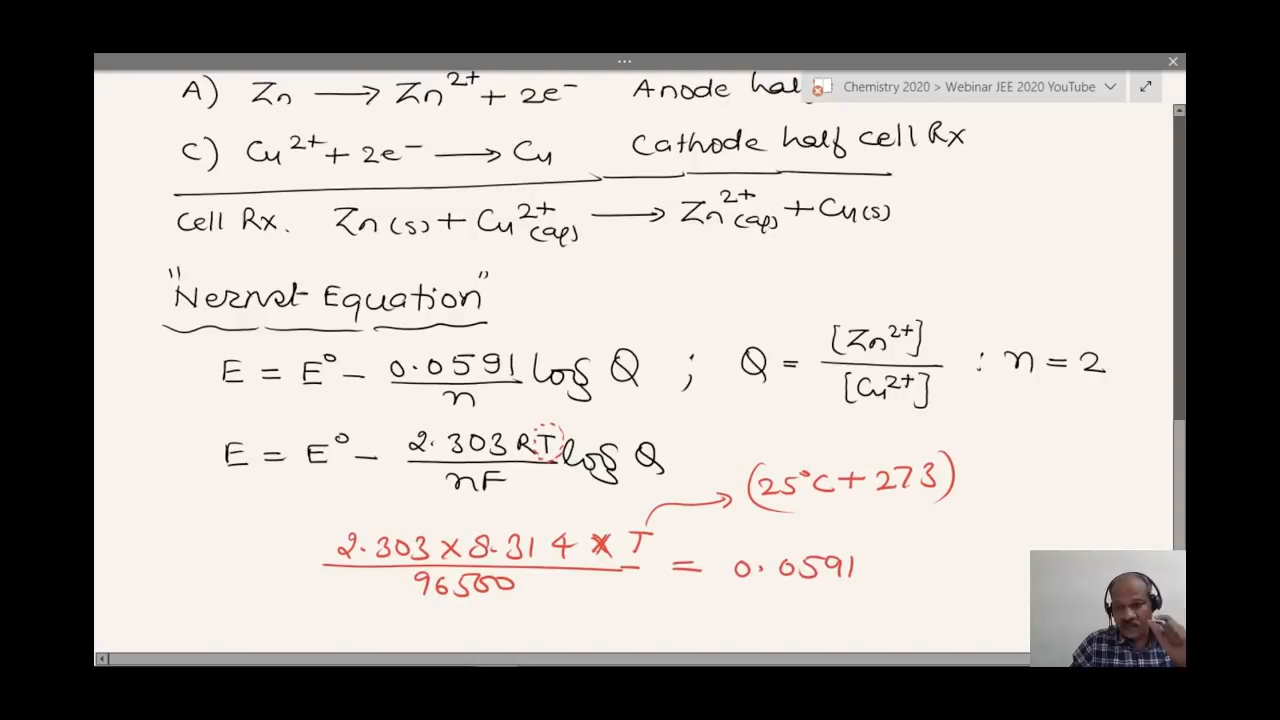 Chemistry 2020 > Webinar JEE 2020 YouTube
A) Zn ⟶ Zn²⁺ + 2e⁻ Anode hal
C) Cu²⁺ + 2e⁻ ⟶ Cu Cathode half cell Rx
Cell Rx. Zn(s) + Cu²⁺(aq) ⟶ Zn²⁺(aq) + Cu(s)
"Nernst Equation"
E = E⁰ − 0.0591/n log Q ; Q = [Zn²⁺]/[Cu²⁺] : n = 2
E = E⁰ − 2.303RT/nF log Q
(25°C + 273)
2.303 × 8.314 × T / 96500 = 0.0591